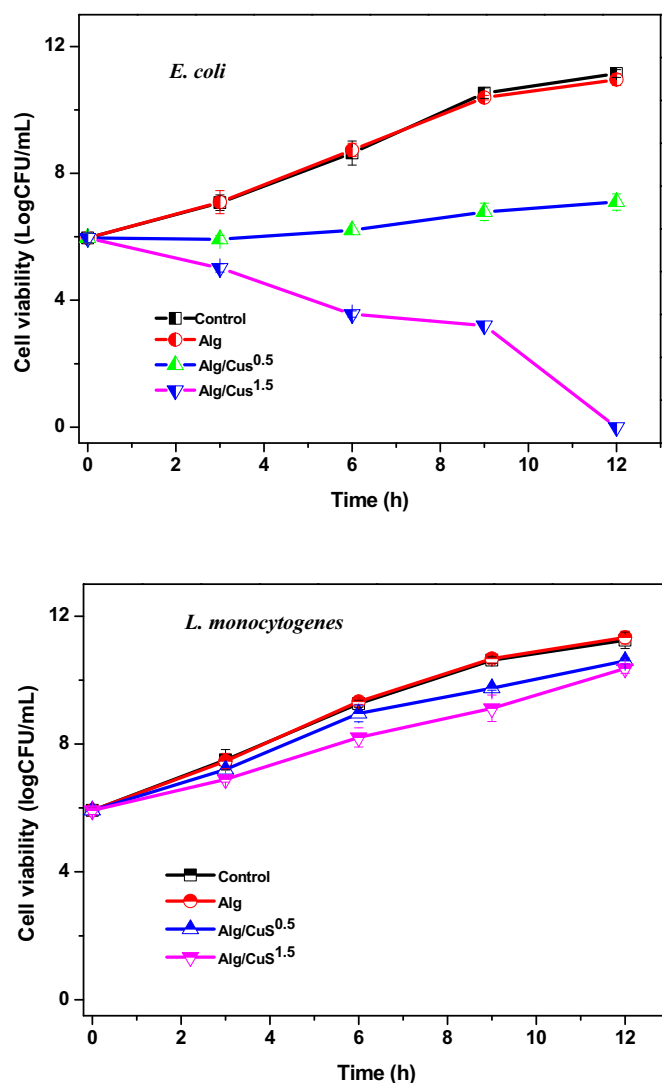 12
E. coli
8
Cell viability (LogCFU/mL)
4
Control
Alg
Alg/Cus0.5
Alg/Cus1.5
0
0 2 4 6 8 10 12
Time (h)
12
L. monocytogenes
8
Cell viability (logCFU/mL)
4
Control
Alg
Alg/CuS0.5
Alg/CuS1.5
0
0 2 4 6 8 10 12
Time (h)